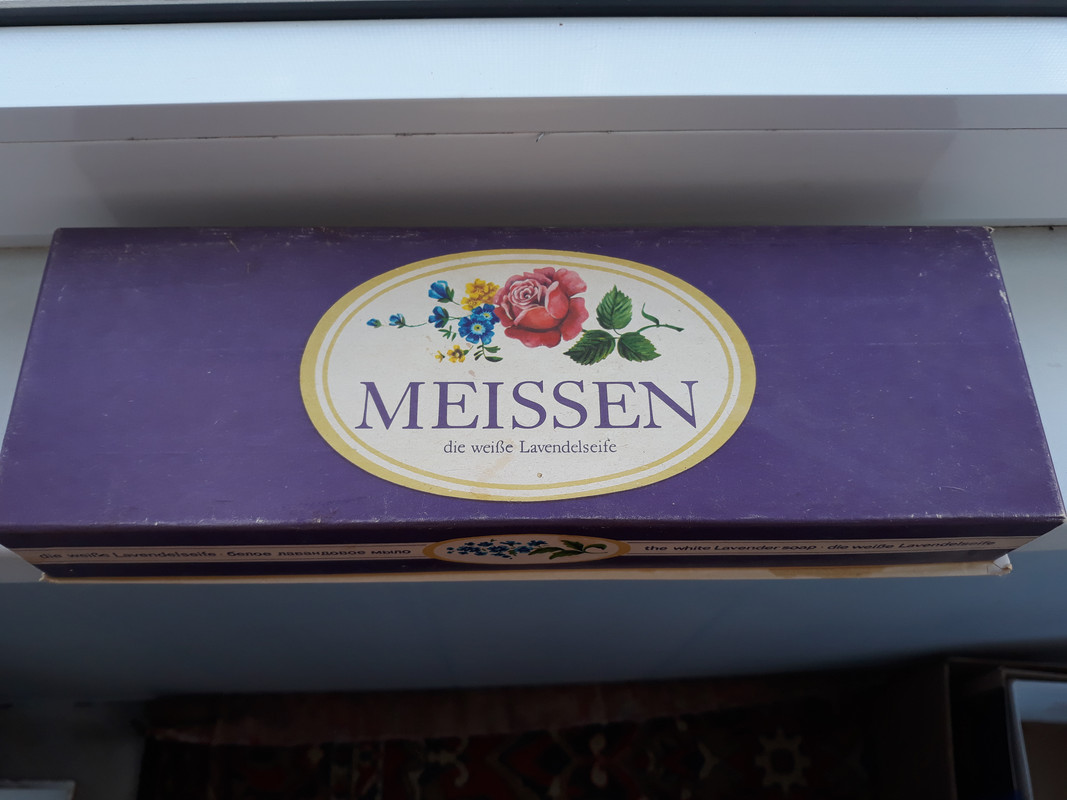 MEISSEN
die weiße Lavendelseife
die weiße Lavendelseife · белое лавандовое мыло
the white Lavender soap · die weiße Lavendelseife